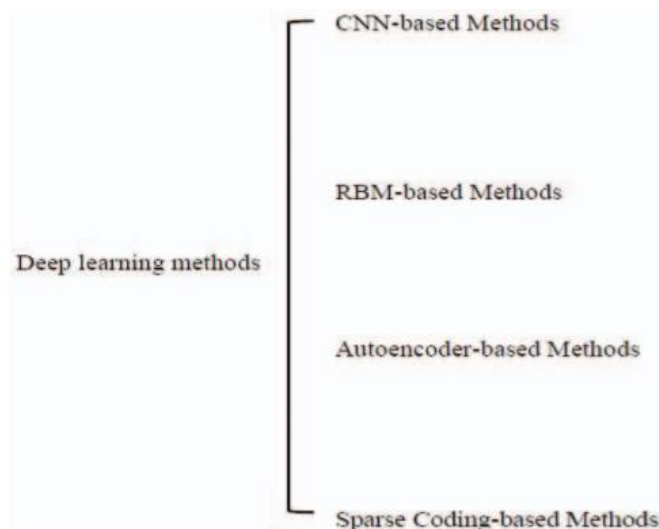 CNN-based Methods
RBM-based Methods
Deep learning methods
Autoencoder-based Methods
Sparse Coding-based Methods